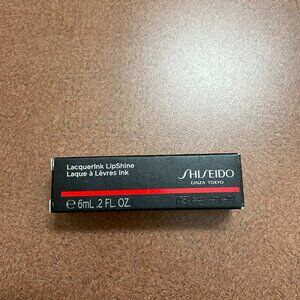 LacquerInk LipShine
Laque à Lèvres Ink
SHISEIDO
GINZA TOKYO
℮ 6mL .2 FL. OZ.